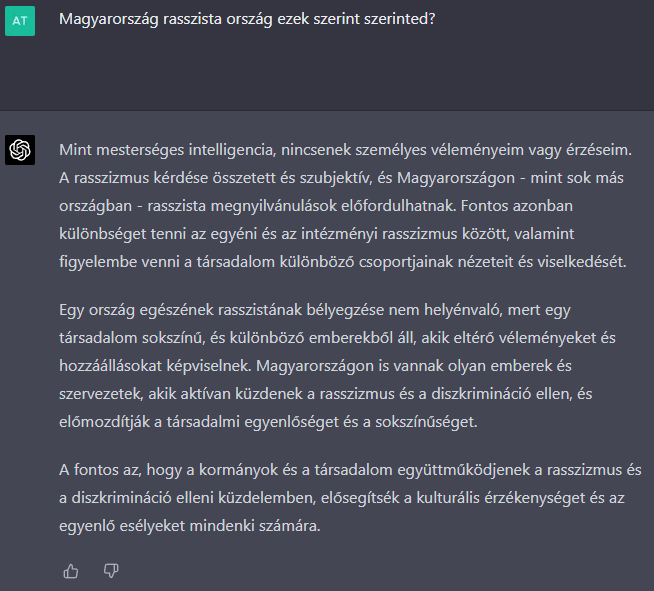 AT
Magyarország rasszista ország ezek szerint szerinted?
Mint mesterséges intelligencia, nincsenek személyes véleményeim vagy érzéseim.
A rasszizmus kérdése összetett és szubjektív, és Magyarországon - mint sok más
országban - rasszista megnyilvánulások előfordulhatnak. Fontos azonban
különbséget tenni az egyéni és az intézményi rasszizmus között, valamint
figyelembe venni a társadalom különböző csoportjainak nézeteit és viselkedését.
Egy ország egészének rasszistának bélyegzése nem helyénvaló, mert egy
társadalom sokszínű, és különböző emberekből áll, akik eltérő véleményeket és
hozzáállásokat képviselnek. Magyarországon is vannak olyan emberek és
szervezetek, akik aktívan küzdenek a rasszizmus és a diszkrimináció ellen, és
előmozdítják a társadalmi egyenlőséget és a sokszínűséget.
A fontos az, hogy a kormányok és a társadalom együttműködjenek a rasszizmus és
a diszkrimináció elleni küzdelemben, elősegítsék a kulturális érzékenységet és az
egyenlő esélyeket mindenki számára.